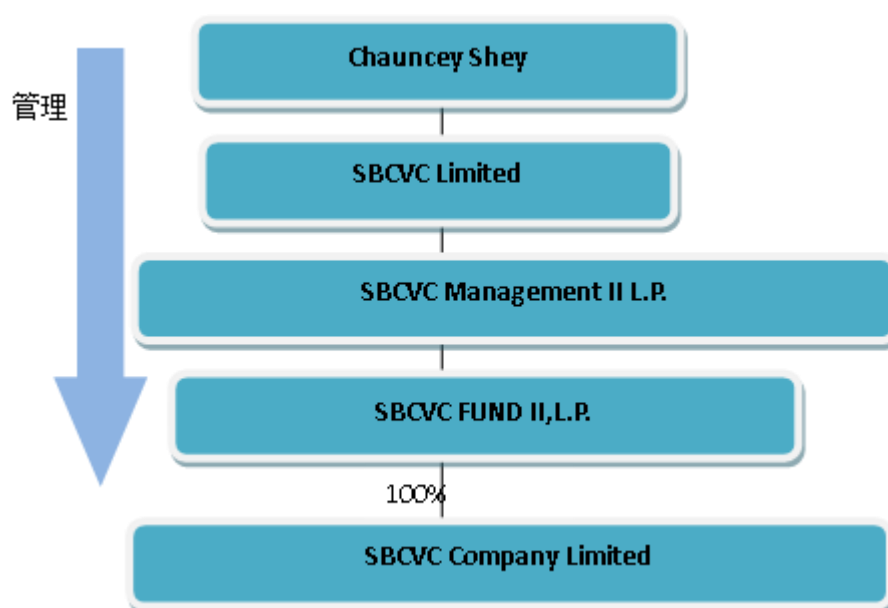 Chauncey Shey
管理
SBCVC Limited
SBCVC Management II L.P.
SBCVC FUND II,L.P.
100%
SBCVC Company Limited